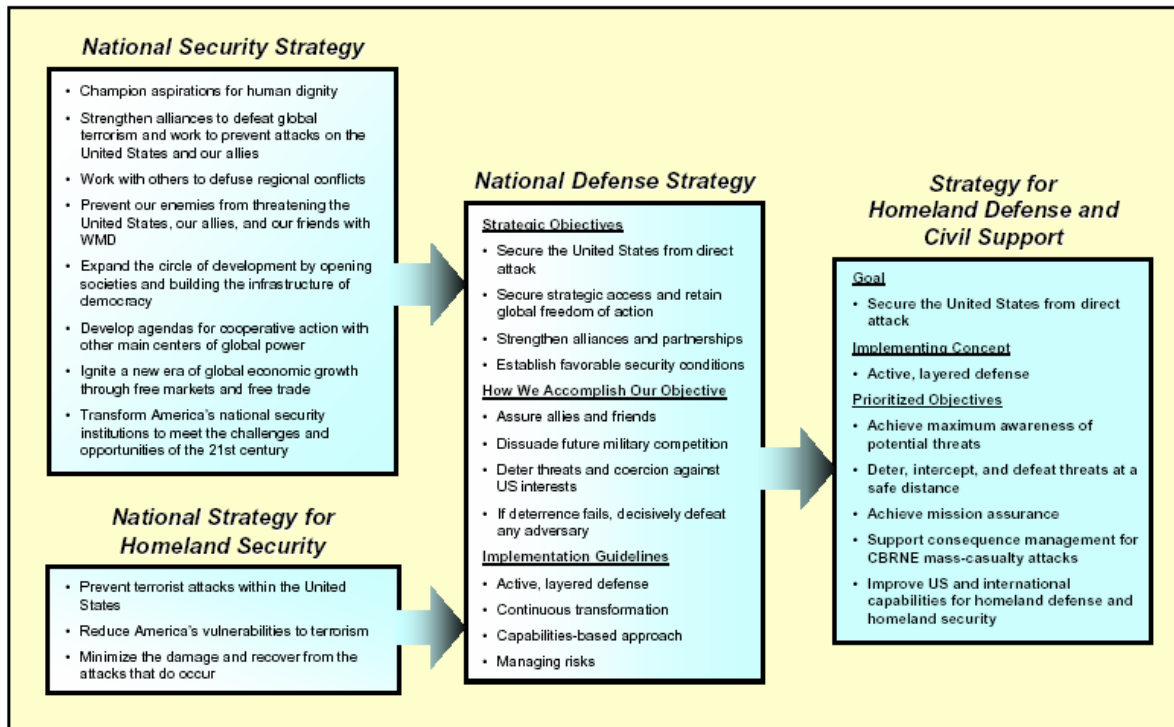 National Security Strategy
• Champion aspirations for human dignity
• Strengthen alliances to defeat global
terrorism and work to prevent attacks on the
United States and our allies
• Work with others to defuse regional conflicts
• Prevent our enemies from threatening the
United States, our allies, and our friends with
WMD
• Expand the circle of development by opening
societies and building the infrastructure of
democracy
• Develop agendas for cooperative action with
other main centers of global power
• Ignite a new era of global economic growth
through free markets and free trade
• Transform America's national security
institutions to meet the challenges and
opportunities of the 21st century
National Strategy for
Homeland Security
• Prevent terrorist attacks within the United
States
• Reduce America's vulnerabilities to terrorism
• Minimize the damage and recover from the
attacks that do occur
National Defense Strategy
Strategic Objectives
• Secure the United States from direct
attack
• Secure strategic access and retain
global freedom of action
• Strengthen alliances and partnerships
• Establish favorable security conditions
How We Accomplish Our Objective
• Assure allies and friends
• Dissuade future military competition
• Deter threats and coercion against
US interests
• If deterrence fails, decisively defeat
any adversary
Implementation Guidelines
• Active, layered defense
• Continuous transformation
• Capabilities-based approach
• Managing risks
Strategy for
Homeland Defense and
Civil Support
Goal
• Secure the United States from direct
attack
Implementing Concept
• Active, layered defense
Prioritized Objectives
• Achieve maximum awareness of
potential threats
• Deter, intercept, and defeat threats at a
safe distance
• Achieve mission assurance
• Support consequence management for
CBRNE mass-casualty attacks
• Improve US and international
capabilities for homeland defense and
homeland security